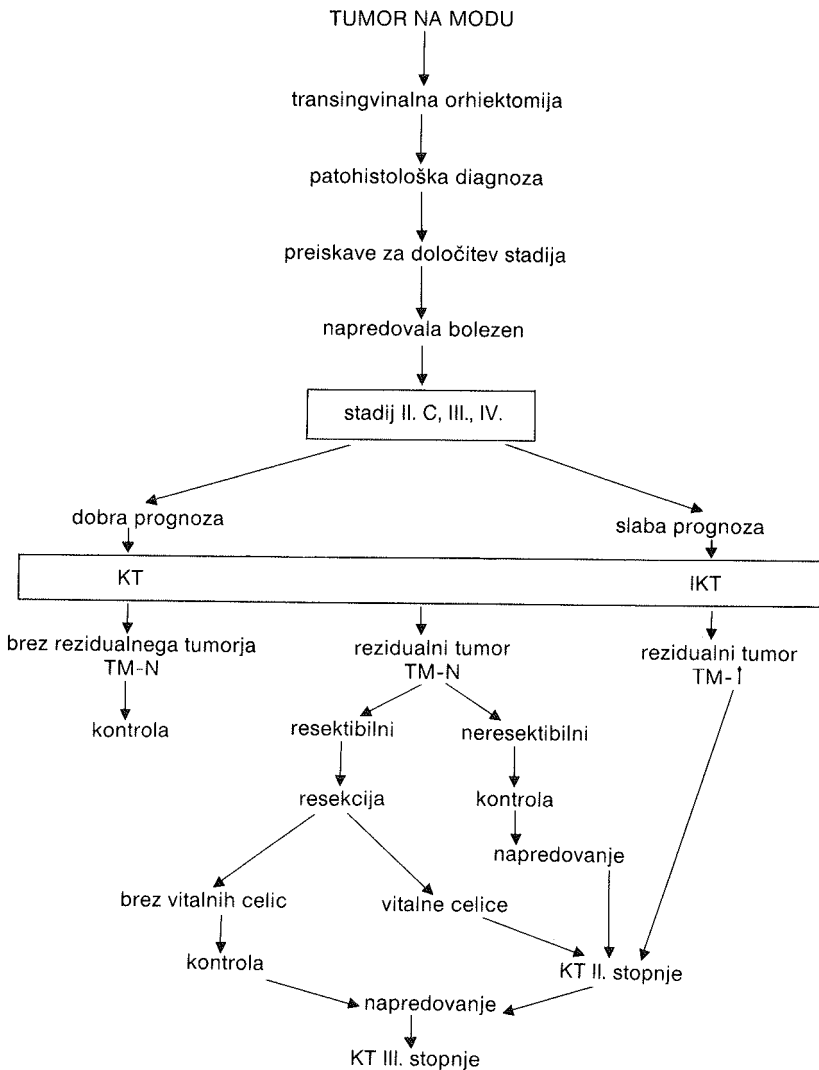 TUMOR NA MODU
transingvinalna orhiektomija
patohistološka diagnoza
preiskave za določitev stadija
napredovala bolezen
stadij II. C, III., IV.
dobra prognoza
slaba prognoza
KT
IKT
brez rezidualnega tumorja
TM-N
rezidualni tumor
TM-N
rezidualni tumor
TM-↑
kontrola
resektibilni
neresektibilni
resekcija
kontrola
napredovanje
brez vitalnih celic
vitalne celice
kontrola
KT II. stopnje
napredovanje
KT III. stopnje